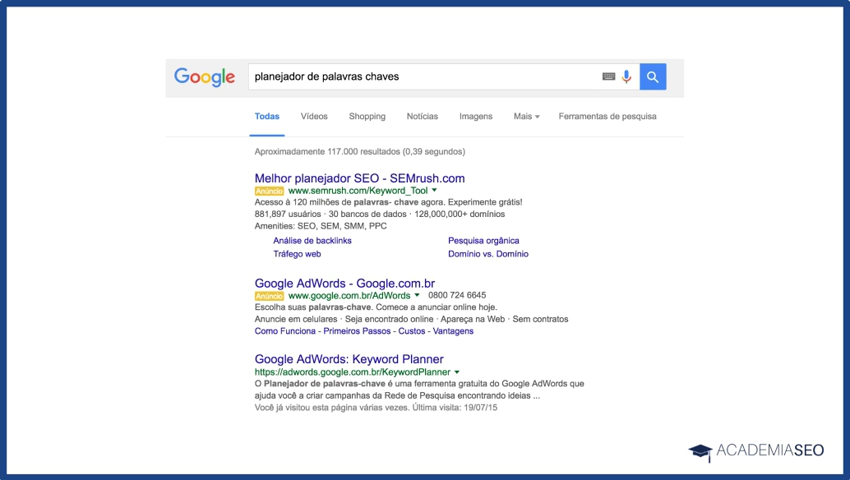 Google
planejador de palavras chaves
Todas Vídeos Shopping Notícias Imagens Mais Ferramentas de pesquisa
Aproximadamente 117.000 resultados (0,39 segundos)
Melhor planejador SEO - SEMrush.com
Anúncio www.semrush.com/Keyword_Tool
Acesso à 120 milhões de palavras- chave agora. Experimente grátis!
881,897 usuários · 30 bancos de dados · 128,000,000+ domínios
Amenities: SEO, SEM, SMM, PPC
Análise de backlinks Pesquisa orgânica
Tráfego web Domínio vs. Domínio
Google AdWords - Google.com.br
Anúncio www.google.com.br/AdWords 0800 724 6645
Escolha suas palavras-chave. Comece a anunciar online hoje.
Anuncie em celulares · Seja encontrado online · Apareça na Web · Sem contratos
Como Funciona - Primeiros Passos - Custos - Vantagens
Google AdWords: Keyword Planner
https://adwords.google.com.br/KeywordPlanner
O Planejador de palavras-chave é uma ferramenta gratuita do Google AdWords que
ajuda você a criar campanhas da Rede de Pesquisa encontrando ideias ...
Você já visitou esta página várias vezes. Última visita: 19/07/15
ACADEMIASEO